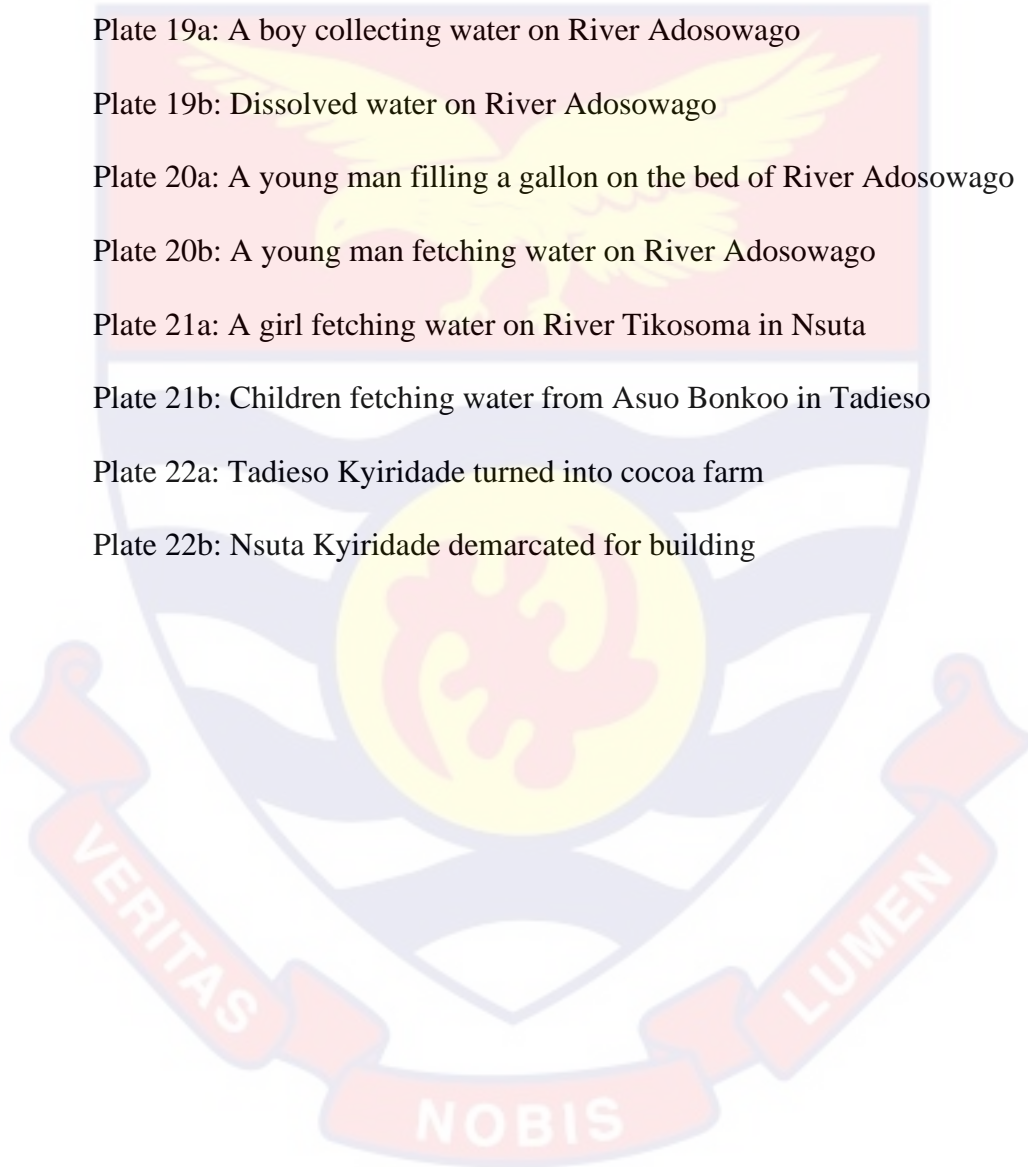 Plate 19a: A boy collecting water on River Adosowago
Plate 19b: Dissolved water on River Adosowago
Plate 20a: A young man filling a gallon on the bed of River Adosowago
Plate 20b: A young man fetching water on River Adosowago
Plate 21a: A girl fetching water on River Tikosoma in Nsuta
Plate 21b: Children fetching water from Asuo Bonkoo in Tadieso
Plate 22a: Tadieso Kyiridade turned into cocoa farm
Plate 22b: Nsuta Kyiridade demarcated for building
VERITAS
NOBIS
LUMEN